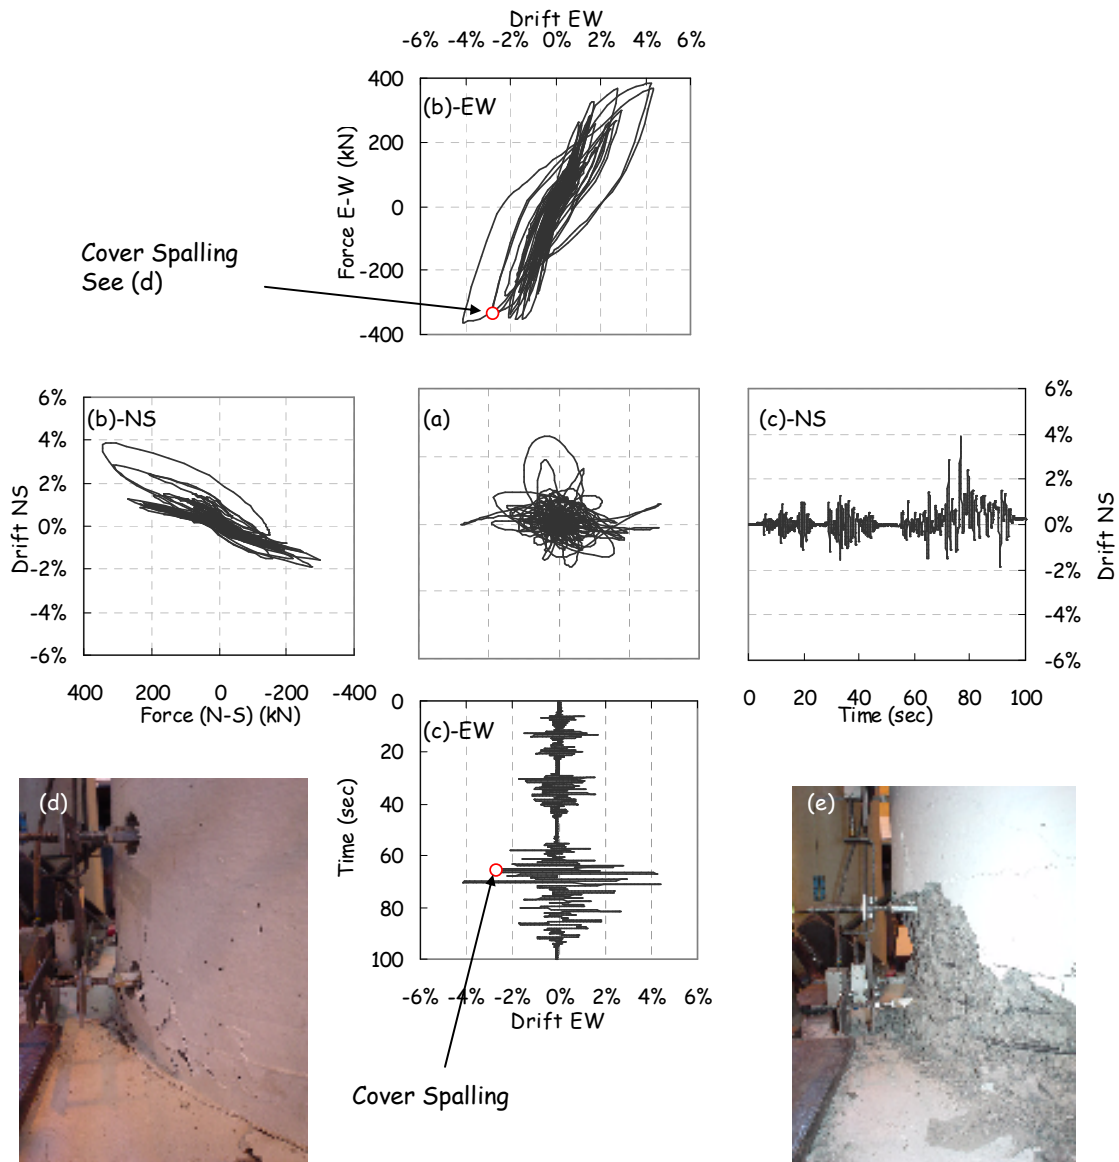 Drift EW
-6% -4% -2% 0% 2% 4% 6%
(b)-EW
400
200
0
-200
-400
Force E-W (kN)
Cover Spalling
See (d)
(b)-NS
6%
4%
2%
0%
-2%
-4%
-6%
Drift NS
400 200 0 -200 -400
Force (N-S) (kN)
(a)
(c)-NS
6%
4%
2%
0%
-2%
-4%
-6%
Drift NS
0 20 40 60 80 100
Time (sec)
(c)-EW
0
20
40
60
80
100
Time (sec)
-6% -4% -2% 0% 2% 4% 6%
Drift EW
Cover Spalling
(d)
(e)